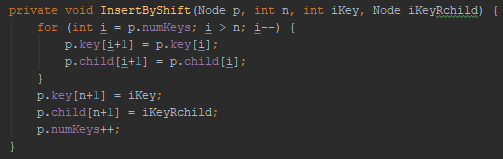 private void InsertByShift(Node p, int n, int iKey, Node iKeyRchild) {
    for (int i = p.numKeys; i > n; i--) {
        p.key[i+1] = p.key[i];
        p.child[i+1] = p.child[i];
    }
    p.key[n+1] = iKey;
    p.child[n+1] = iKeyRchild;
    p.numKeys++;
}